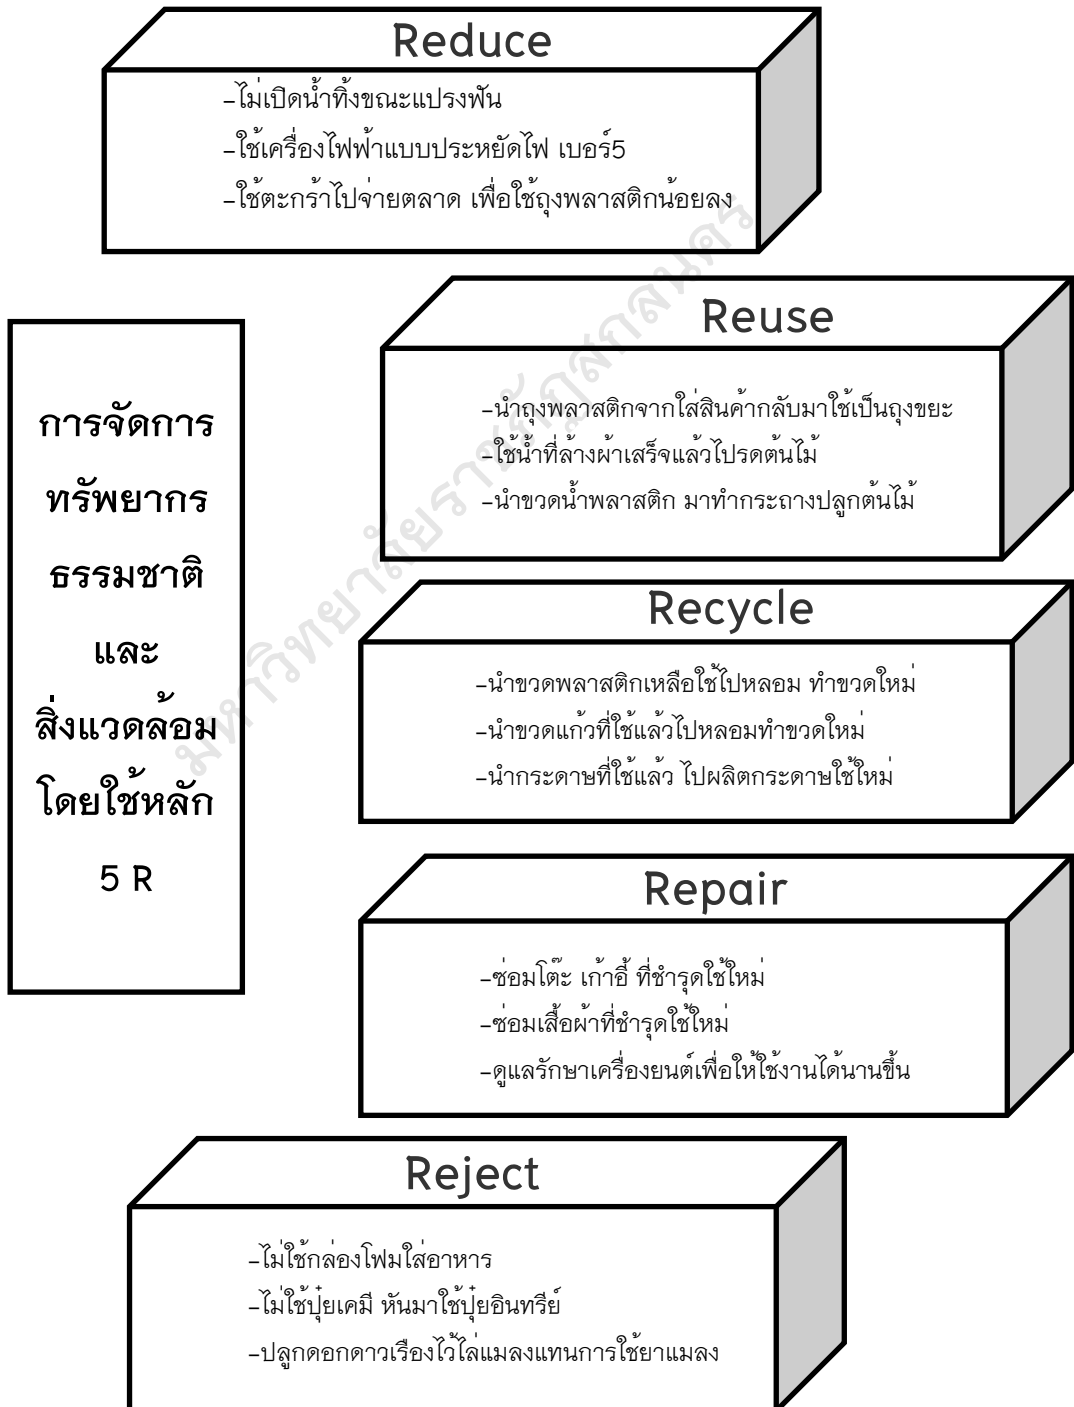 Reduce
-ไม่เปิดน้ำทิ้งขณะแปรงฟัน
-ใช้เครื่องไฟฟ้าแบบประหยัดไฟ เบอร์5
-ใช้ตะกร้าไปจ่ายตลาด เพื่อใช้ถุงพลาสติกน้อยลง
การจัดการ
ทรัพยากร
ธรรมชาติ
และ
สิ่งแวดล้อม
โดยใช้หลัก
5 R
Reuse
-นำถุงพลาสติกจากใส่สินค้ากลับมาใช้เป็นถุงขยะ
-ใช้น้ำที่ล้างผ้าเสร็จแล้วไปรดต้นไม้
-นำขวดน้ำพลาสติก มาทำกระถางปลูกต้นไม้
Recycle
-นำขวดพลาสติกเหลือใช้ไปหลอม ทำขวดใหม่
-นำขวดแก้วที่ใช้แล้วไปหลอมทำขวดใหม่
-นำกระดาษที่ใช้แล้ว ไปผลิตกระดาษใช้ใหม่
Repair
-ซ่อมโต๊ะ เก้าอี้ ที่ชำรุดใช้ใหม่
-ซ่อมเสื้อผ้าที่ชำรุดใช้ใหม่
-ดูแลรักษาเครื่องยนต์เพื่อให้ใช้งานได้นานขึ้น
Reject
-ไม่ใช้กล่องโฟมใส่อาหาร
-ไม่ใช้ปุ๋ยเคมี หันมาใช้ปุ๋ยอินทรีย์
-ปลูกดอกดาวเรืองไว้ไล่แมลงแทนการใช้ยาแมลง
มหาวิทยาลัยราชภัฏสกลนคร